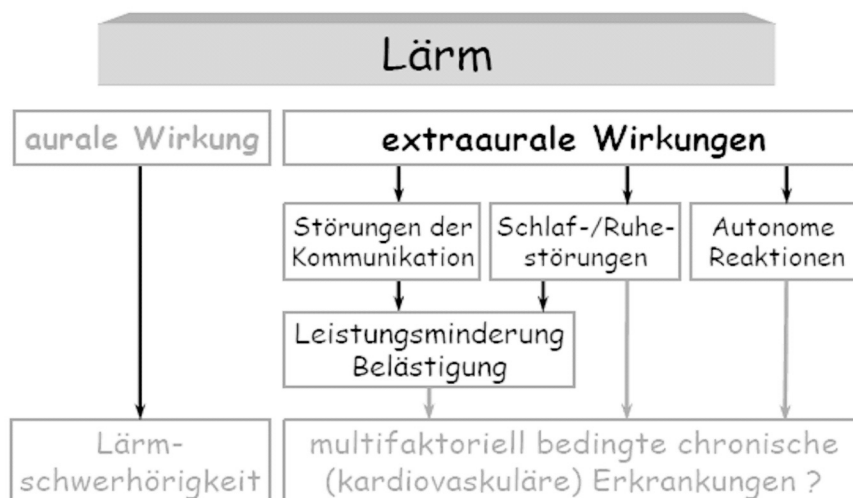 Lärm
aurale Wirkung
extraaurale Wirkungen
Störungen der
Kommunikation
Schlaf-/Ruhe-
störungen
Autonome
Reaktionen
Leistungsminderung
Belästigung
Lärm-
schwerhörigkeit
multifaktoriell bedingte chronische
(kardiovaskuläre) Erkrankungen ?